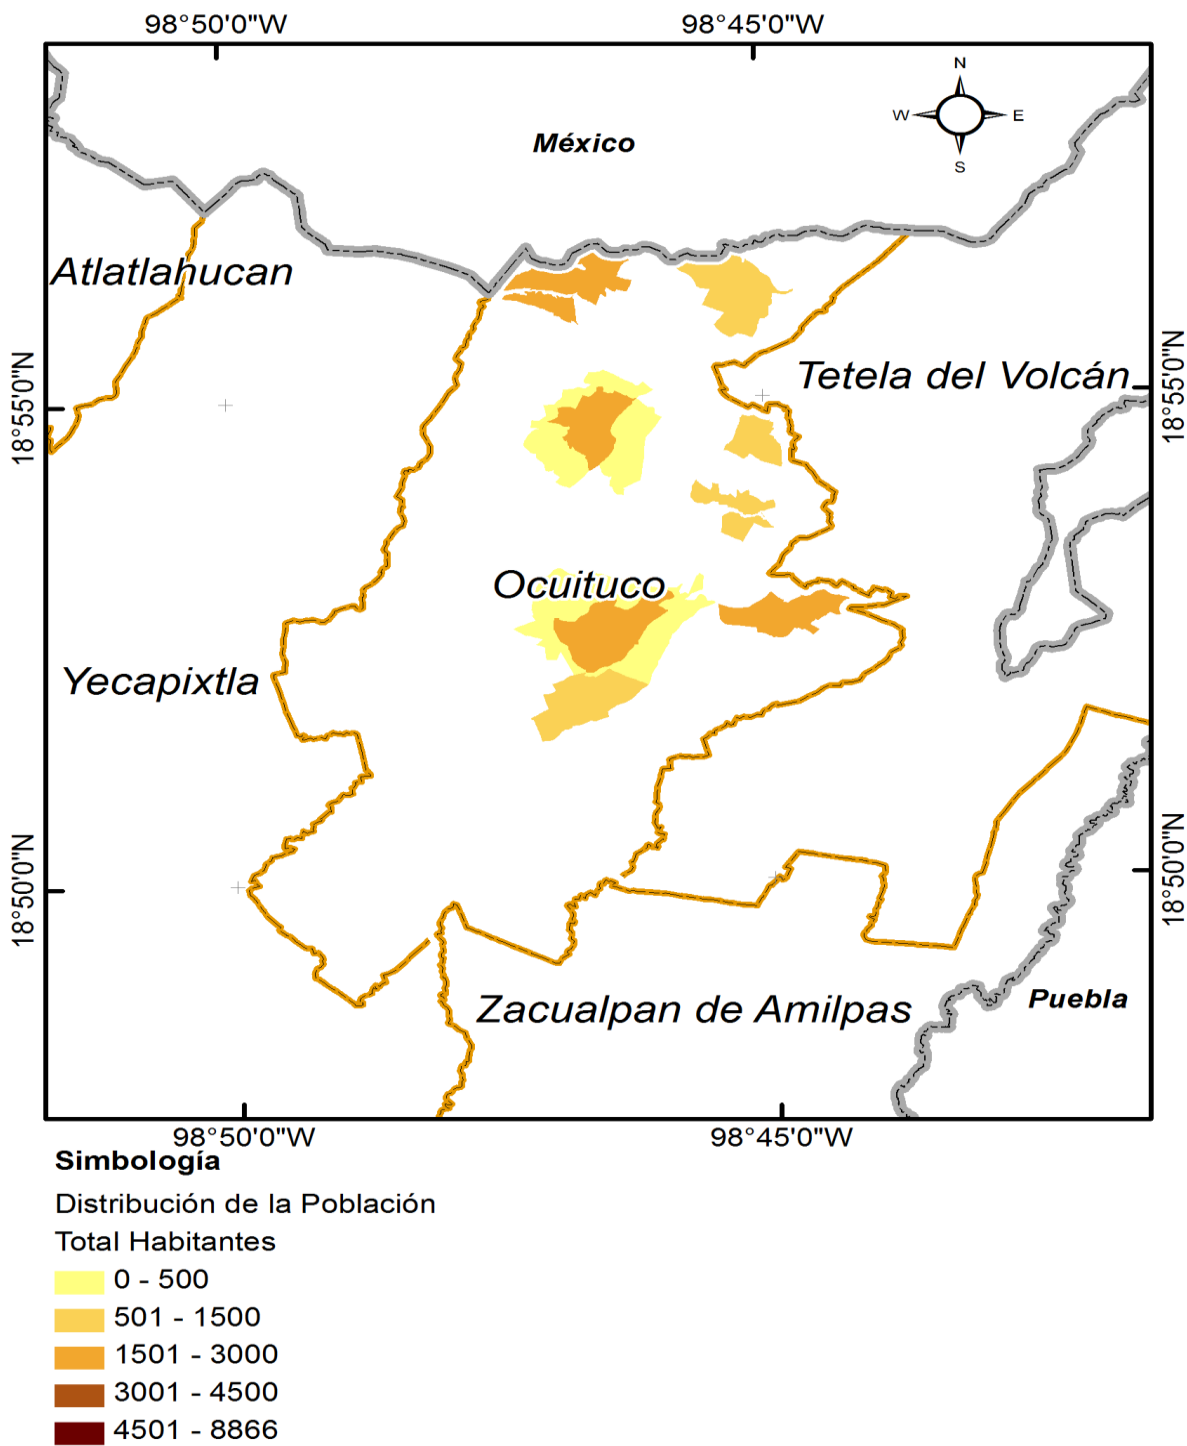 98°50'0"W
98°45'0"W
N
W
E
S
México
Atlatlahucan
Tetela del Volcán
18°55'0"N
18°55'0"N
Ocuituco
Yecapixtla
18°50'0"N
18°50'0"N
Zacualpan de Amilpas
Puebla
98°50'0"W
98°45'0"W
Simbología
Distribución de la Población
Total Habitantes
0 - 500
501 - 1500
1501 - 3000
3001 - 4500
4501 - 8866